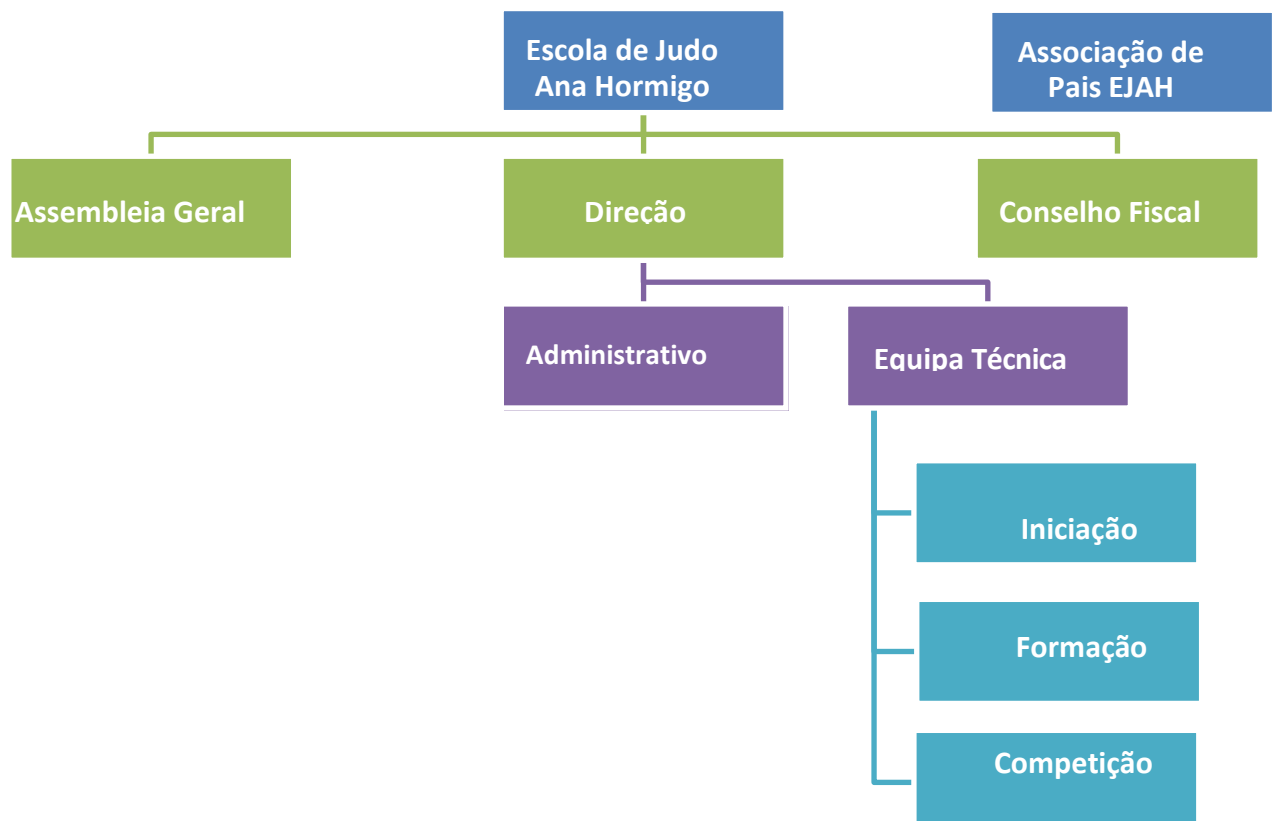 Escola de Judo
Ana Hormigo
Associação de
Pais EJAH
Assembleia Geral
Direção
Conselho Fiscal
Administrativo
Equipa Técnica
Iniciação
Formação
Competição